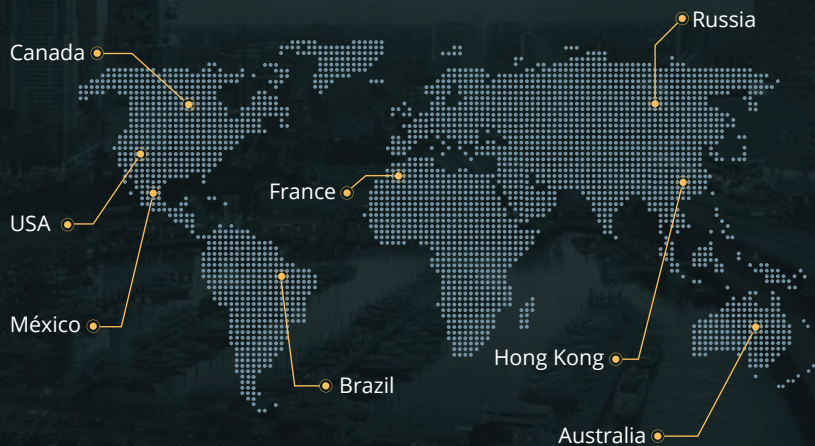 Russia
Canada
France
USA
México
Hong Kong
Brazil
Australia